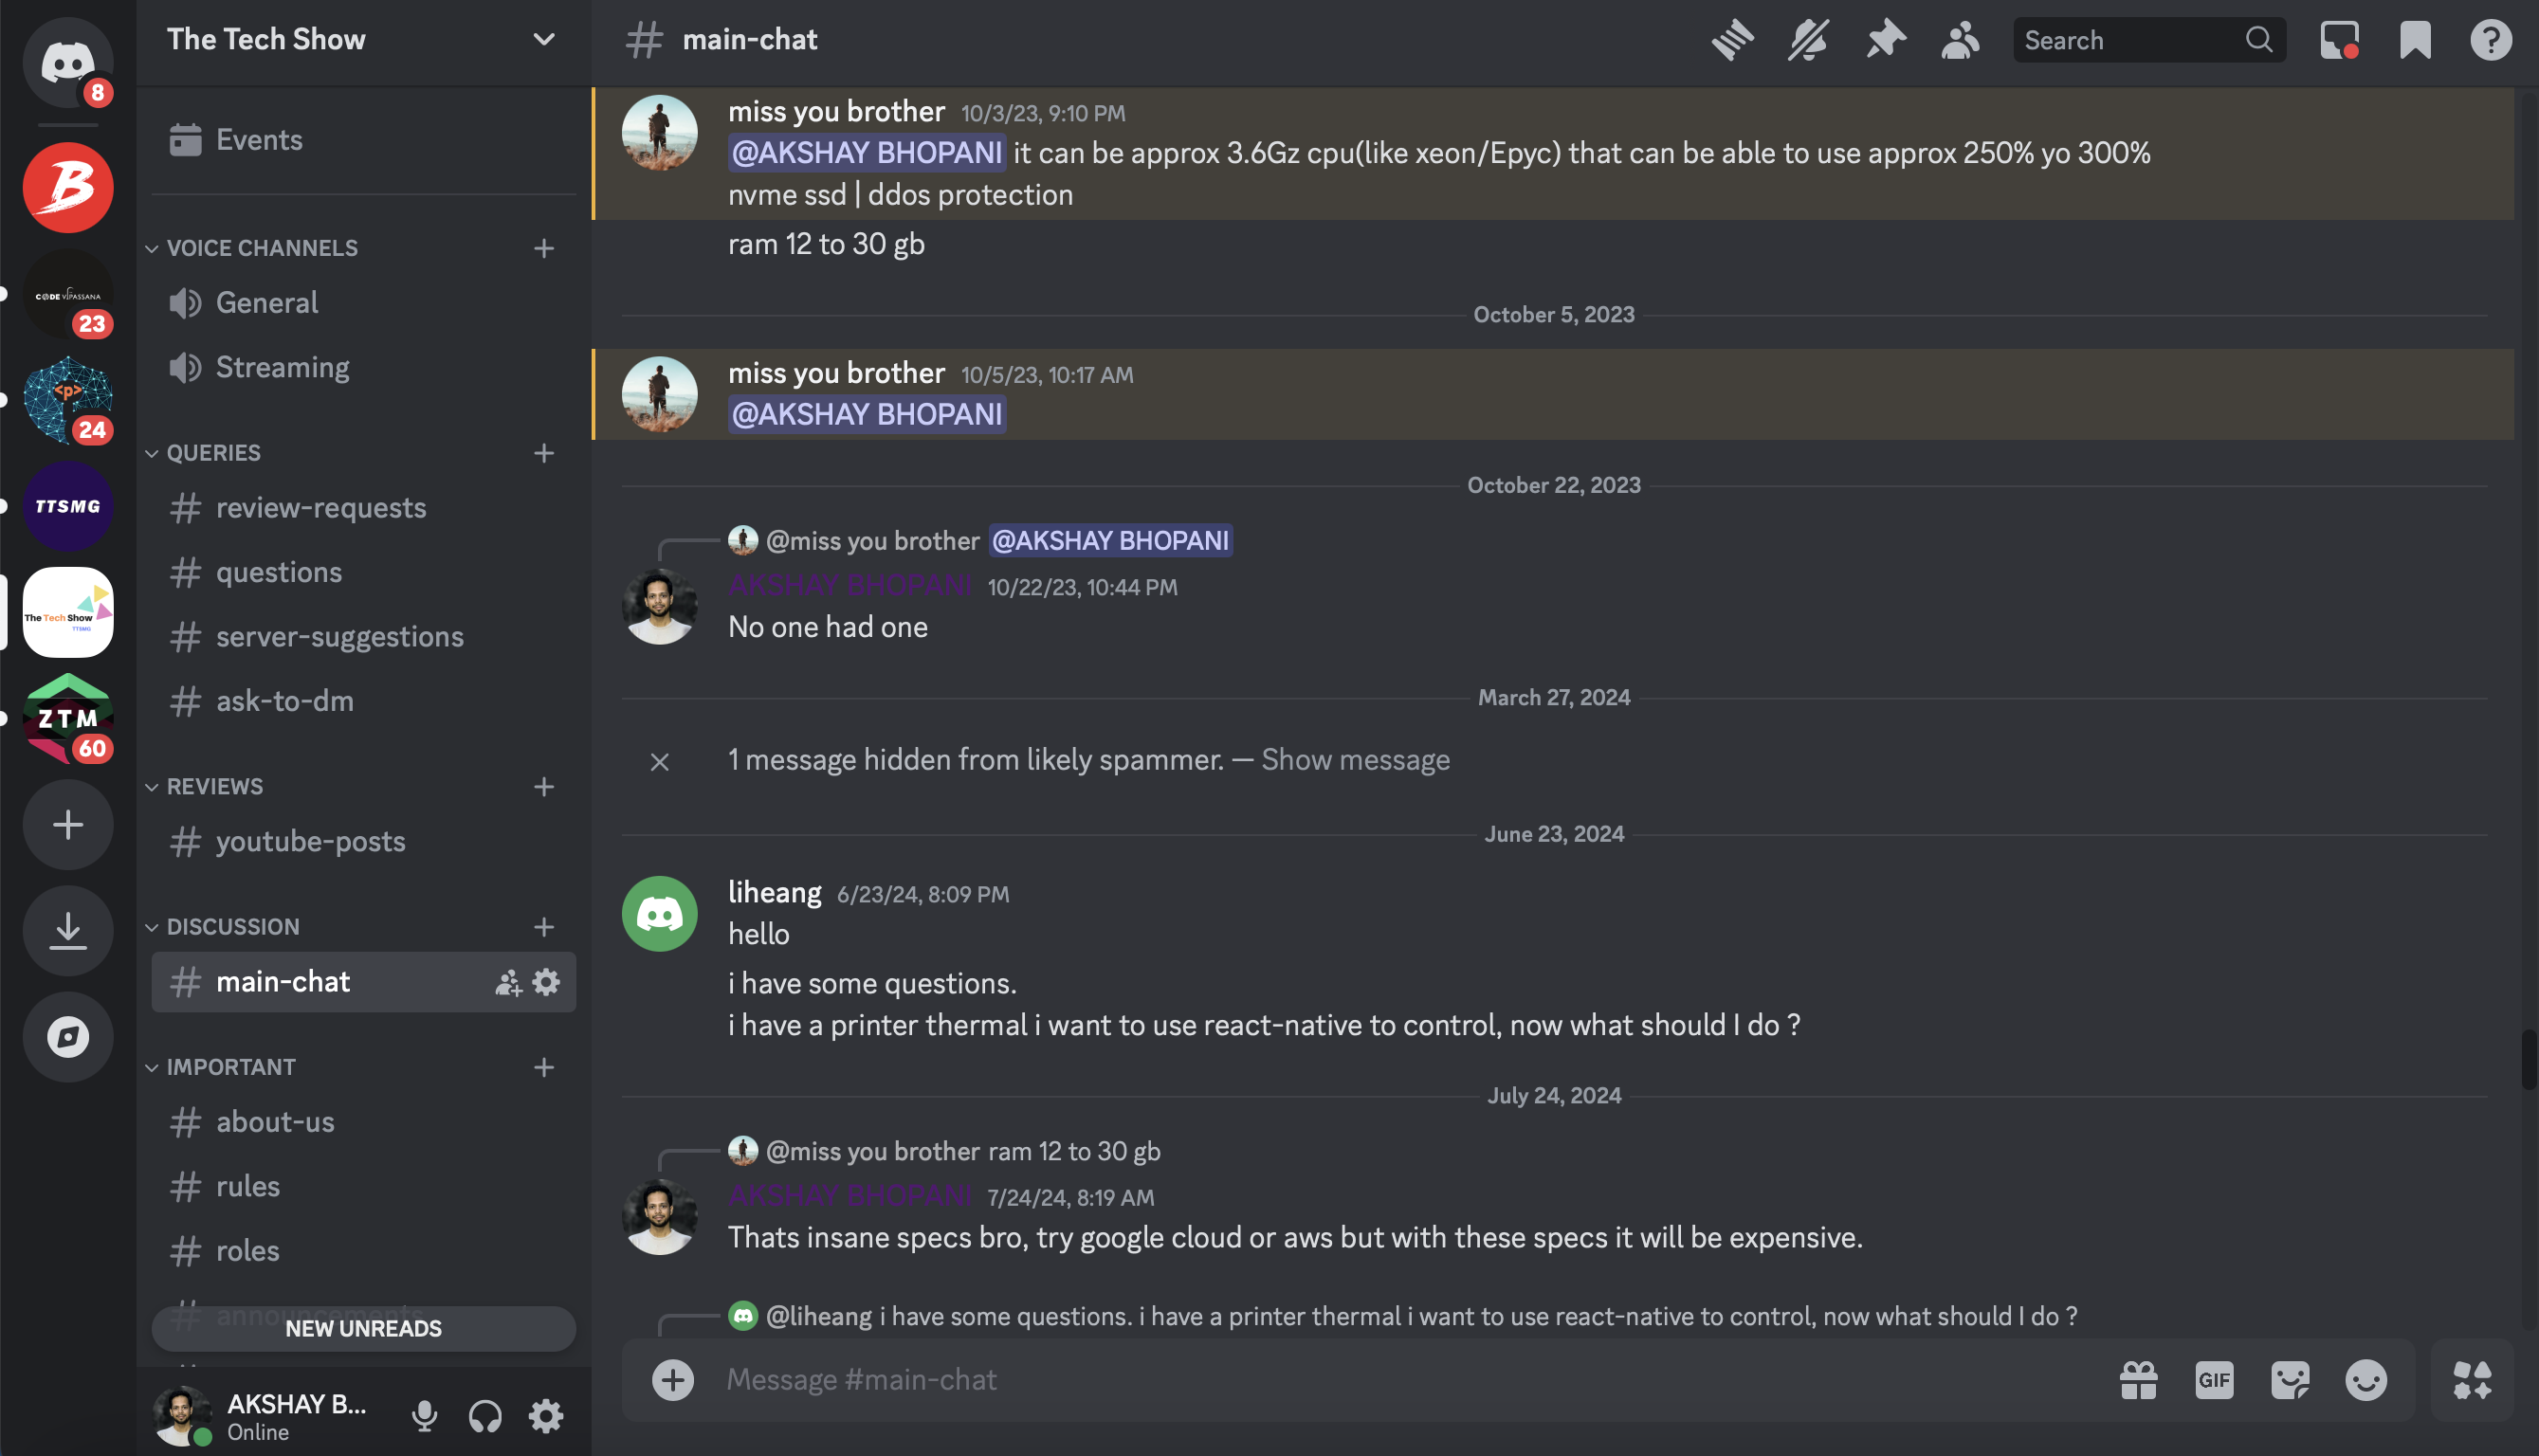 8
B
CODE VIPASSANA
23
<p>
24
TTSMG
The Tech Show
TTSMG
ZTM
60
The Tech Show
Events
VOICE CHANNELS
General
Streaming
QUERIES
review-requests
questions
server-suggestions
ask-to-dm
REVIEWS
youtube-posts
DISCUSSION
main-chat
IMPORTANT
about-us
rules
roles
announcements
NEW UNREADS
AKSHAY B...
Online
main-chat
Search
miss you brother 10/3/23, 9:10 PM
@AKSHAY BHOPANI it can be approx 3.6Gz cpu(like xeon/Epyc) that can be able to use approx 250% yo 300%
nvme ssd | ddos protection
ram 12 to 30 gb
October 5, 2023
miss you brother 10/5/23, 10:17 AM
@AKSHAY BHOPANI
October 22, 2023
@miss you brother @AKSHAY BHOPANI
AKSHAY BHOPANI 10/22/23, 10:44 PM
No one had one
March 27, 2024
1 message hidden from likely spammer. — Show message
June 23, 2024
liheang 6/23/24, 8:09 PM
hello
i have some questions.
i have a printer thermal i want to use react-native to control, now what should I do ?
July 24, 2024
@miss you brother ram 12 to 30 gb
AKSHAY BHOPANI 7/24/24, 8:19 AM
Thats insane specs bro, try google cloud or aws but with these specs it will be expensive.
@liheang i have some questions. i have a printer thermal i want to use react-native to control, now what should I do ?
Message #main-chat
GIF